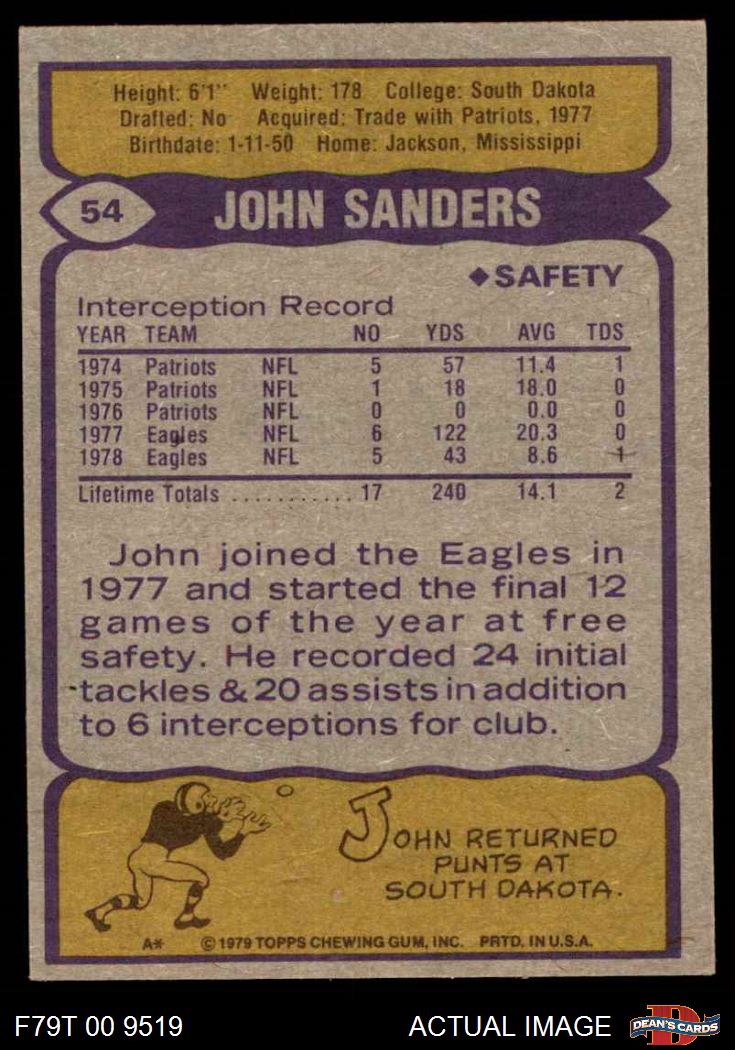 Height: 6'1" Weight: 178 College: South Dakota
Drafted: No Acquired: Trade with Patriots, 1977
Birthdate: 1-11-50 Home: Jackson, Mississippi
54 JOHN SANDERS
◆SAFETY
Interception Record
YEAR TEAM NO YDS AVG TDS
1974 Patriots NFL 5 57 11.4 1
1975 Patriots NFL 1 18 18.0 0
1976 Patriots NFL 0 0 0.0 0
1977 Eagles NFL 6 122 20.3 0
1978 Eagles NFL 5 43 8.6 1
Lifetime Totals ............ 17 240 14.1 2
John joined the Eagles in
1977 and started the final 12
games of the year at free
safety. He recorded 24 initial
tackles & 20 assists in addition
to 6 interceptions for club.
JOHN RETURNED
PUNTS AT
SOUTH DAKOTA.
A* © 1979 TOPPS CHEWING GUM, INC. PRTD. IN U.S.A.
F79T 00 9519 ACTUAL IMAGE D DEAN'S CARDS